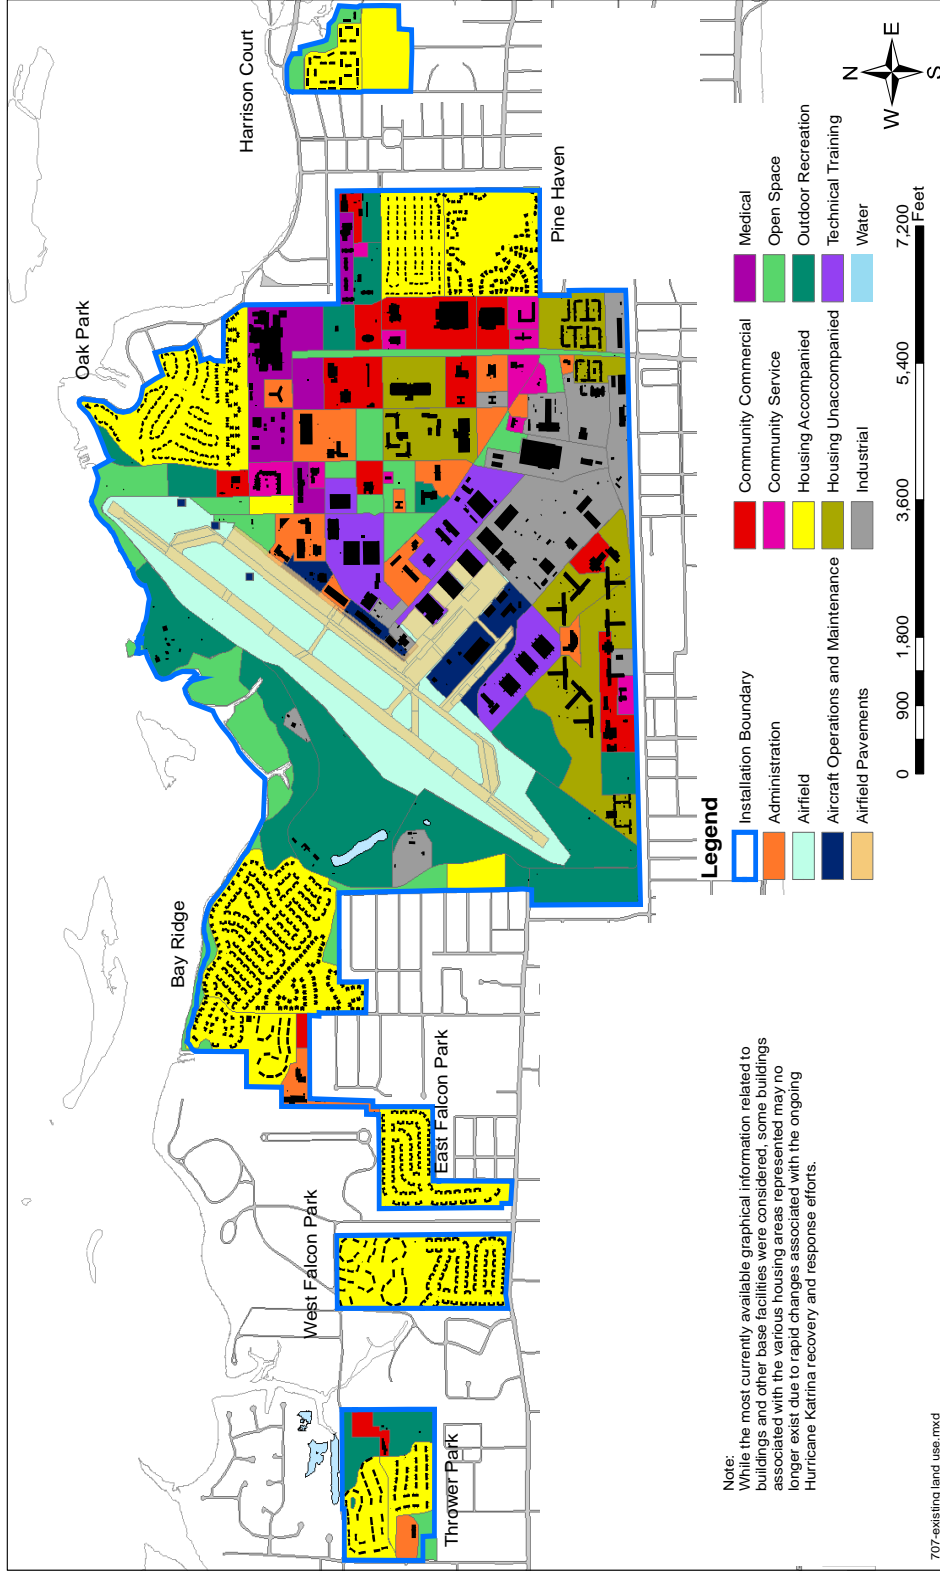 Harrison Court
Oak Park
Pine Haven
Bay Ridge
East Falcon Park
West Falcon Park
Thrower Park
Legend
Installation Boundary
Administration
Airfield
Aircraft Operations and Maintenance
Airfield Pavements
Community Commercial
Community Service
Housing Accompanied
Housing Unaccompanied
Industrial
Medical
Open Space
Outdoor Recreation
Technical Training
Water
0 900 1,800 3,600 5,400 7,200
Feet
N
W E
S
Note:
While the most currently available graphical information related to
buildings and other base facilities were considered, some buildings
associated with the various housing areas represented may no
longer exist due to rapid changes associated with the ongoing
Hurricane Katrina recovery and response efforts.
707-existing land use.mxd